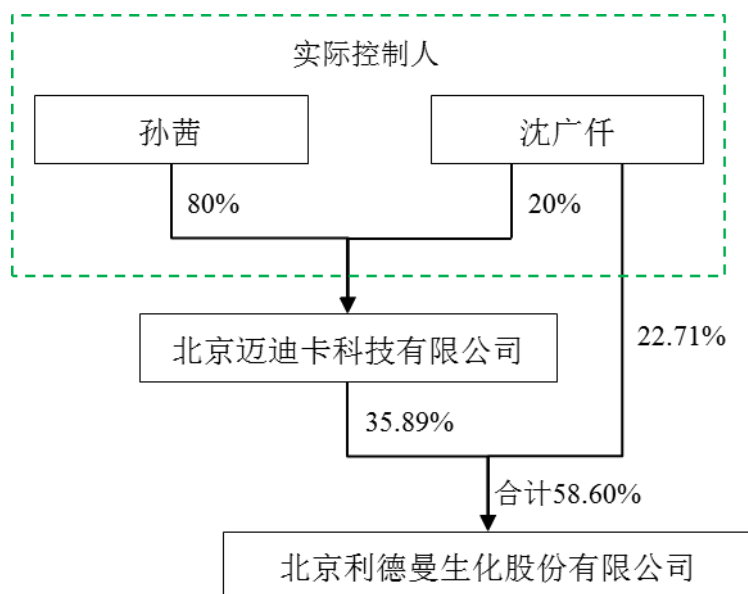 实际控制人
孙茜
沈广仟
80%
20%
北京迈迪卡科技有限公司
22.71%
35.89%
合计58.60%
北京利德曼生化股份有限公司